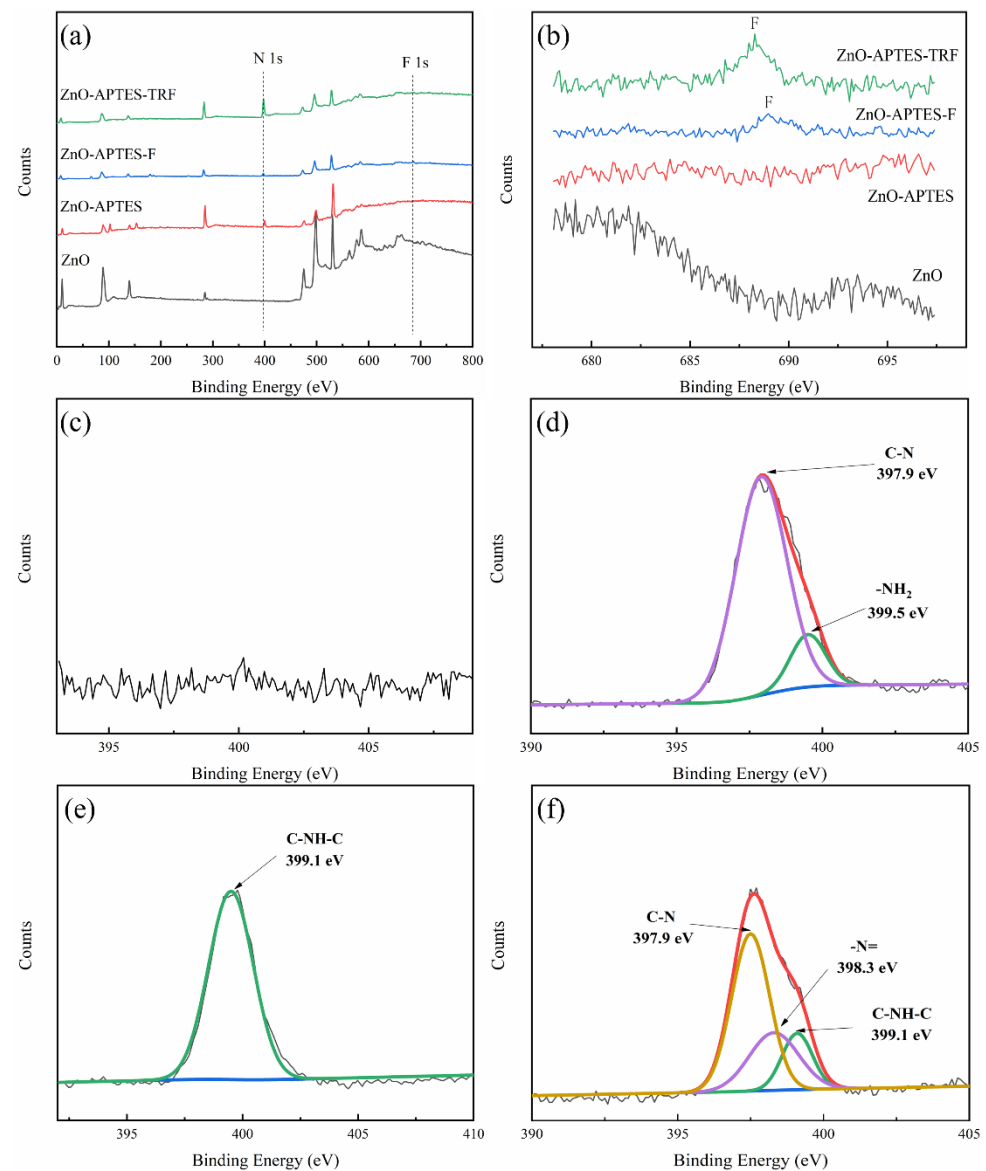 (a)
N 1s
F 1s
ZnO-APTES-TRF
ZnO-APTES-F
ZnO-APTES
ZnO
Counts
0 100 200 300 400 500 600 700 800
Binding Energy (eV)
(b)
F
ZnO-APTES-TRF
F
ZnO-APTES-F
ZnO-APTES
ZnO
Counts
680 685 690 695
Binding Energy (eV)
(c)
Counts
395 400 405
Binding Energy (eV)
(d)
C-N
397.9 eV
-NH₂
399.5 eV
Counts
390 395 400 405
Binding Energy (eV)
(e)
C-NH-C
399.1 eV
Counts
395 400 405 410
Binding Energy (eV)
(f)
C-N
397.9 eV
-N=
398.3 eV
C-NH-C
399.1 eV
Counts
390 395 400 405
Binding Energy (eV)